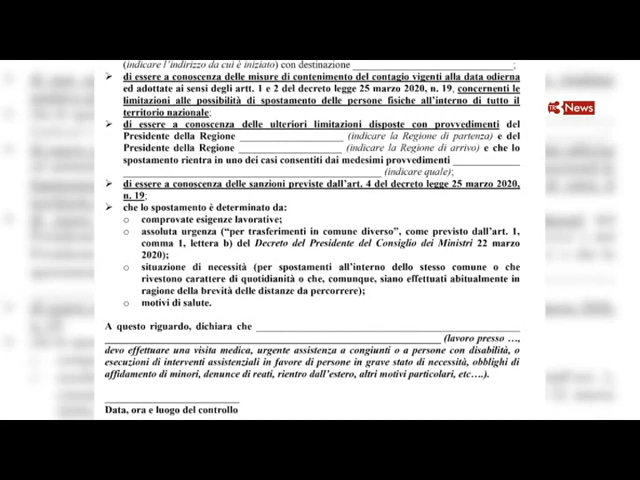 (indicare l'indirizzo da cui è iniziato) con destinazione ______________________________;
➢ di essere a conoscenza delle misure di contenimento del contagio vigenti alla data odierna
ed adottate ai sensi degli artt. 1 e 2 del decreto legge 25 marzo 2020, n. 19, concernenti le
limitazioni alle possibilità di spostamento delle persone fisiche all'interno di tutto il
territorio nazionale;
➢ di essere a conoscenza delle ulteriori limitazioni disposte con provvedimenti del
Presidente della Regione ____________________ (indicare la Regione di partenza) e del
Presidente della Regione ____________________ (indicare la Regione di arrivo) e che lo
spostamento rientra in uno dei casi consentiti dai medesimi provvedimenti ____________
__________________________________________________ (indicare quale);
➢ di essere a conoscenza delle sanzioni previste dall'art. 4 del decreto legge 25 marzo 2020,
n. 19;
➢ che lo spostamento è determinato da:
o comprovate esigenze lavorative;
o assoluta urgenza ("per trasferimenti in comune diverso", come previsto dall'art. 1,
comma 1, lettera b) del Decreto del Presidente del Consiglio dei Ministri 22 marzo
2020);
o situazione di necessità (per spostamenti all'interno dello stesso comune o che
rivestono carattere di quotidianità o che, comunque, siano effettuati abitualmente in
ragione della brevità delle distanze da percorrere);
o motivi di salute.
A questo riguardo, dichiara che __________________________________________________
________________________________________________________________ (lavoro presso …,
devo effettuare una visita medica, urgente assistenza a congiunti o a persone con disabilità, o
esecuzioni di interventi assistenziali in favore di persone in grave stato di necessità, obblighi di
affidamento di minori, denunce di reati, rientro dall'estero, altri motivi particolari, etc….).
__________________________
Data, ora e luogo del controllo
TR3 News